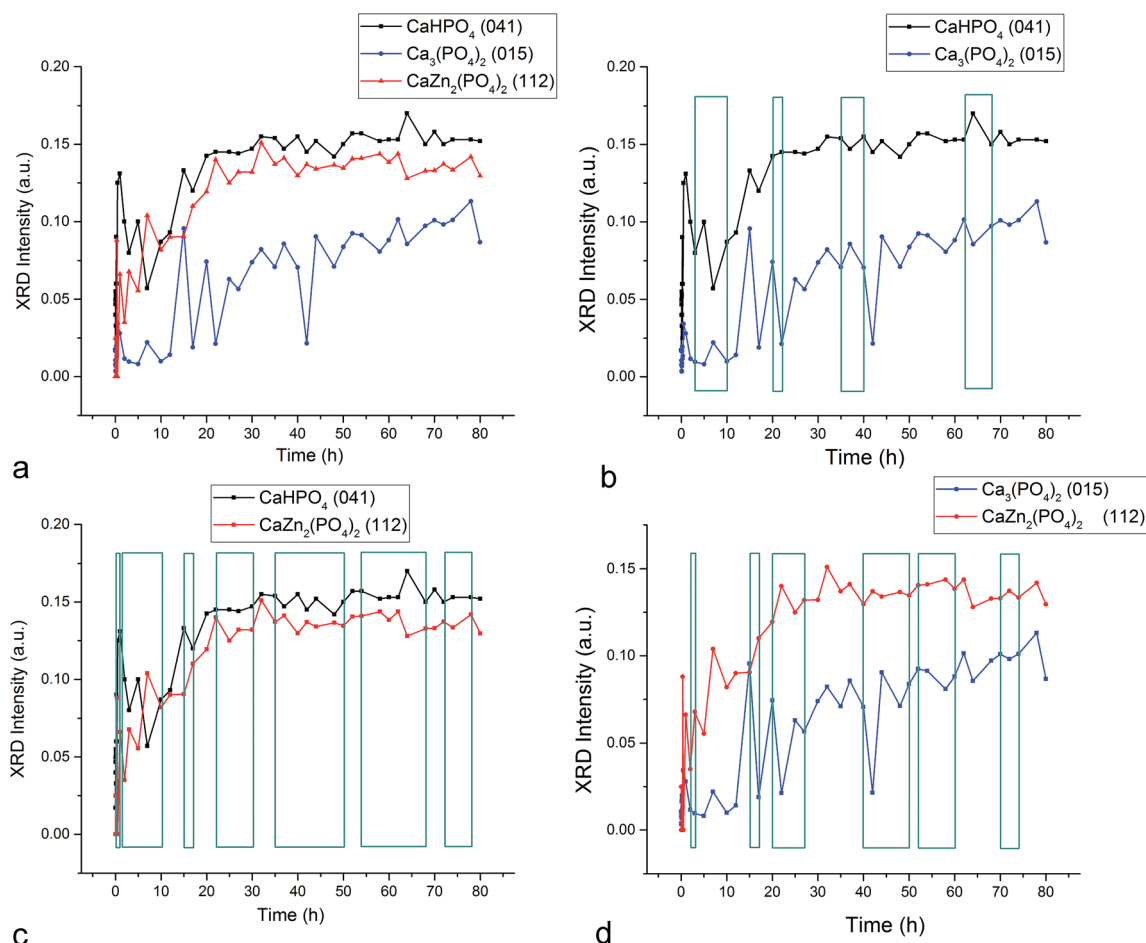 CaHPO₄ (041)
Ca₃(PO₄)₂ (015)
CaZn₂(PO₄)₂ (112)
0.20
0.15
0.10
0.05
0.00
XRD Intensity (a.u.)
0 10 20 30 40 50 60 70 80
Time (h)
a
CaHPO₄ (041)
Ca₃(PO₄)₂ (015)
0.20
0.15
0.10
0.05
0.00
XRD Intensity (a.u.)
0 10 20 30 40 50 60 70 80
Time (h)
b
CaHPO₄ (041)
CaZn₂(PO₄)₂ (112)
0.20
0.15
0.10
0.05
0.00
XRD Intensity (a.u.)
0 10 20 30 40 50 60 70 80
Time (h)
c
Ca₃(PO₄)₂ (015)
CaZn₂(PO₄)₂ (112)
0.15
0.10
0.05
0.00
XRD Intensity (a.u.)
0 10 20 30 40 50 60 70 80
Time (h)
d